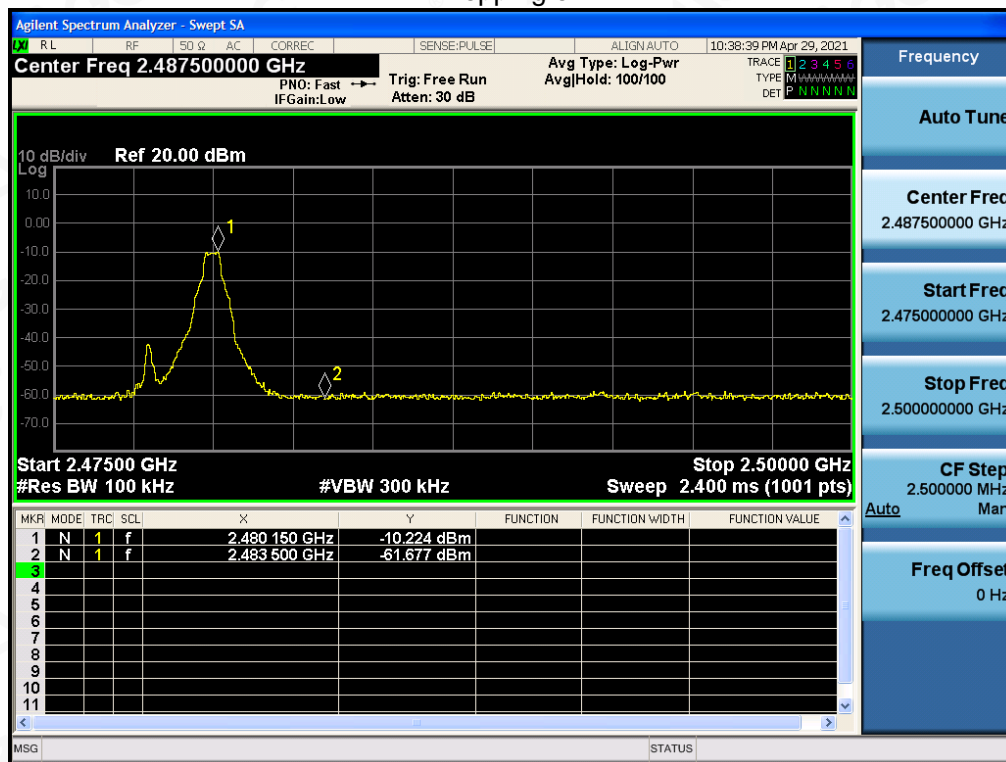 Agilent Spectrum Analyzer - Swept SA
LXI RL RF 50 Ω AC CORREC SENSE:PULSE ALIGN AUTO 10:38:39 PM Apr 29, 2021
Center Freq 2.487500000 GHz
PNO: Fast
IFGain:Low
Trig: Free Run
Atten: 30 dB
Avg Type: Log-Pwr
Avg|Hold: 100/100
TRACE 1 2 3 4 5 6
TYPE M
DET P N N N N N
10 dB/div Ref 20.00 dBm
Log
10.0
0.00
-10.0
-20.0
-30.0
-40.0
-50.0
-60.0
-70.0
1
2
Start 2.47500 GHz Stop 2.50000 GHz
#Res BW 100 kHz #VBW 300 kHz Sweep 2.400 ms (1001 pts)
MKR MODE TRC SCL X Y FUNCTION FUNCTION WIDTH FUNCTION VALUE
1 N 1 f 2.480 150 GHz -10.224 dBm
2 N 1 f 2.483 500 GHz -61.677 dBm
3
4
5
6
7
8
9
10
11
MSG STATUS
Frequency
Auto Tune
Center Freq
2.487500000 GHz
Start Freq
2.475000000 GHz
Stop Freq
2.500000000 GHz
CF Step
2.500000 MHz
Auto Man
Freq Offset
0 Hz